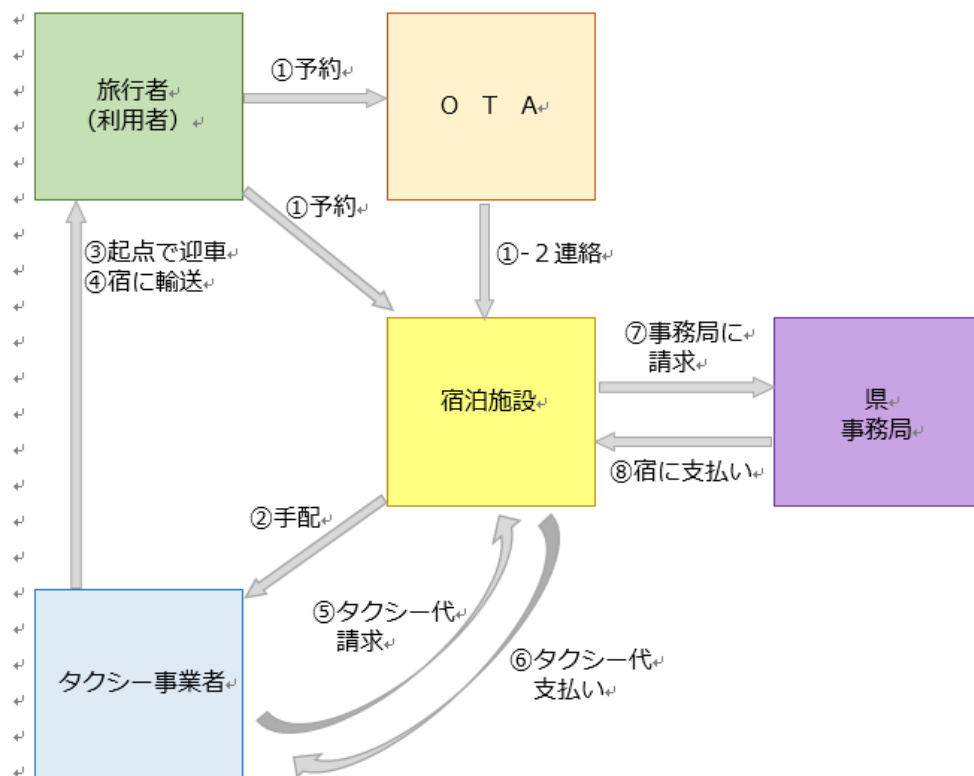 旅行者
(利用者)
①予約
O T A
①予約
①-2連絡
③起点で迎車
④宿に輸送
宿泊施設
⑦事務局に
請求
県
事務局
⑧宿に支払い
②手配
⑤タクシー代
請求
⑥タクシー代
支払い
タクシー事業者